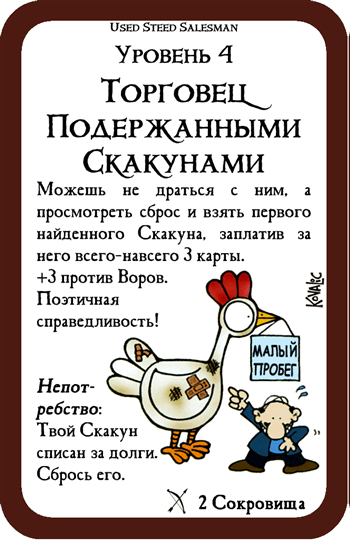 Used Steed Salesman
Уровень 4
Торговец
Подержанными
Скакунами
Можешь не драться с ним, а
просмотреть сброс и взять первого
найденного Скакуна, заплатив за
него всего-навсего 3 карты.
+3 против Воров.
Поэтичная
справедливость!
KOVALIC
МАЛЫЙ
ПРОБЕГ
Непот-
ребство:
Твой Скакун
списан за долги.
Сбрось его.
2 Сокровища